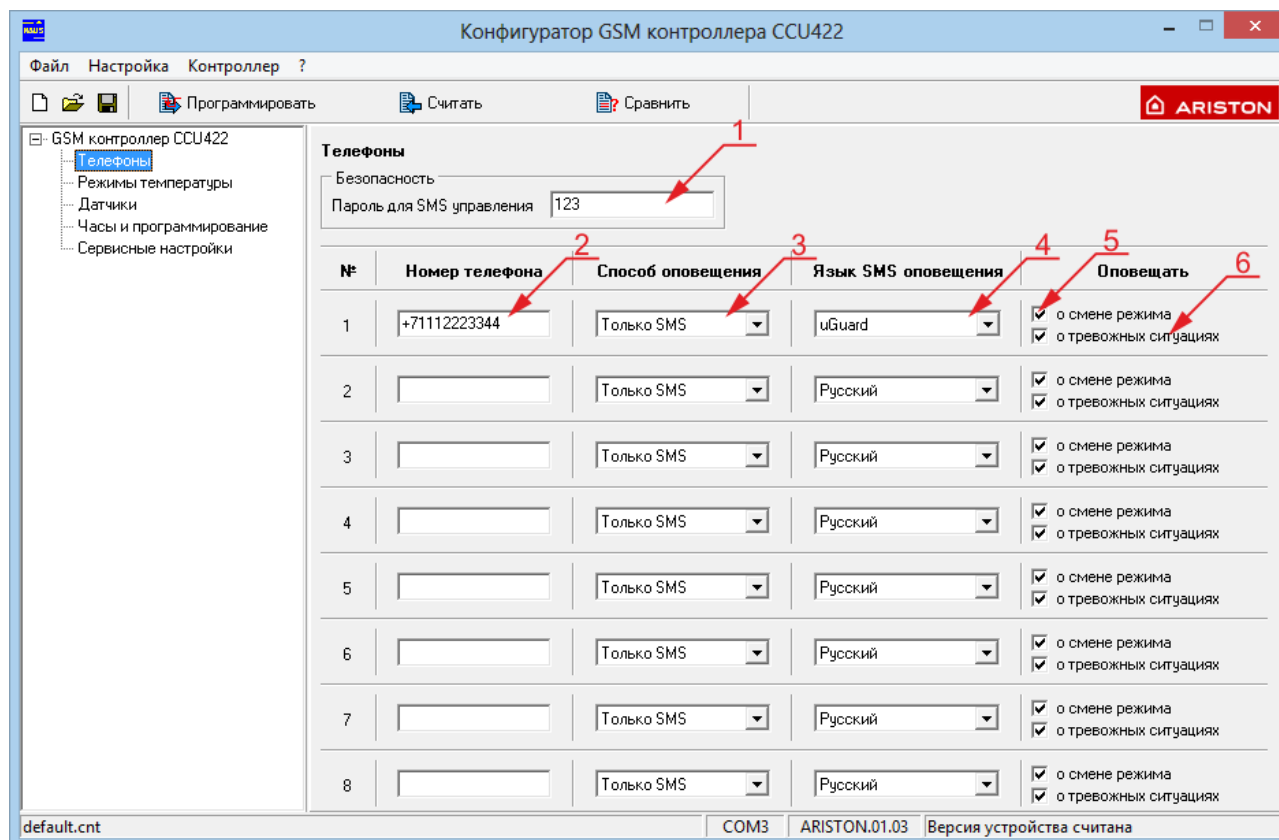 Конфигуратор GSM контроллера CCU422
Файл Настройка Контроллер ?
Программировать Считать Сравнить ARISTON
GSM контроллер CCU422
Телефоны
Режимы температуры
Датчики
Часы и программирование
Сервисные настройки
Телефоны
Безопасность
Пароль для SMS управления 123
1
2 3 4 5 6
№ Номер телефона Способ оповещения Язык SMS оповещения Оповещать
1 +71112223344 Только SMS uGuard о смене режима
о тревожных ситуациях
2 Только SMS Русский о смене режима
о тревожных ситуациях
3 Только SMS Русский о смене режима
о тревожных ситуациях
4 Только SMS Русский о смене режима
о тревожных ситуациях
5 Только SMS Русский о смене режима
о тревожных ситуациях
6 Только SMS Русский о смене режима
о тревожных ситуациях
7 Только SMS Русский о смене режима
о тревожных ситуациях
8 Только SMS Русский о смене режима
о тревожных ситуациях
default.cnt COM3 ARISTON.01.03 Версия устройства считана